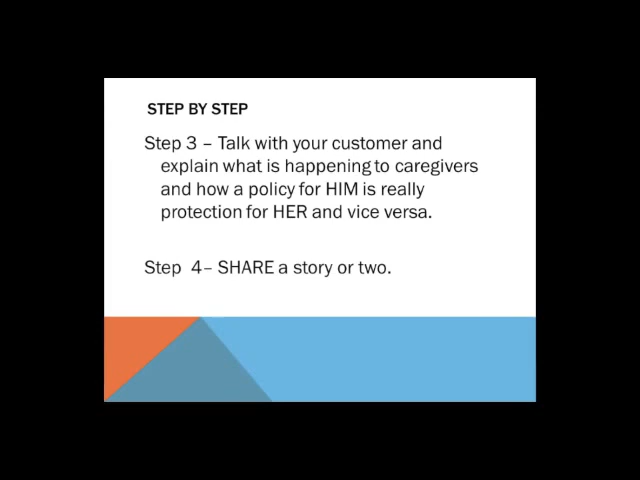 STEP BY STEP
Step 3 – Talk with your customer and
explain what is happening to caregivers
and how a policy for HIM is really
protection for HER and vice versa.
Step 4– SHARE a story or two.